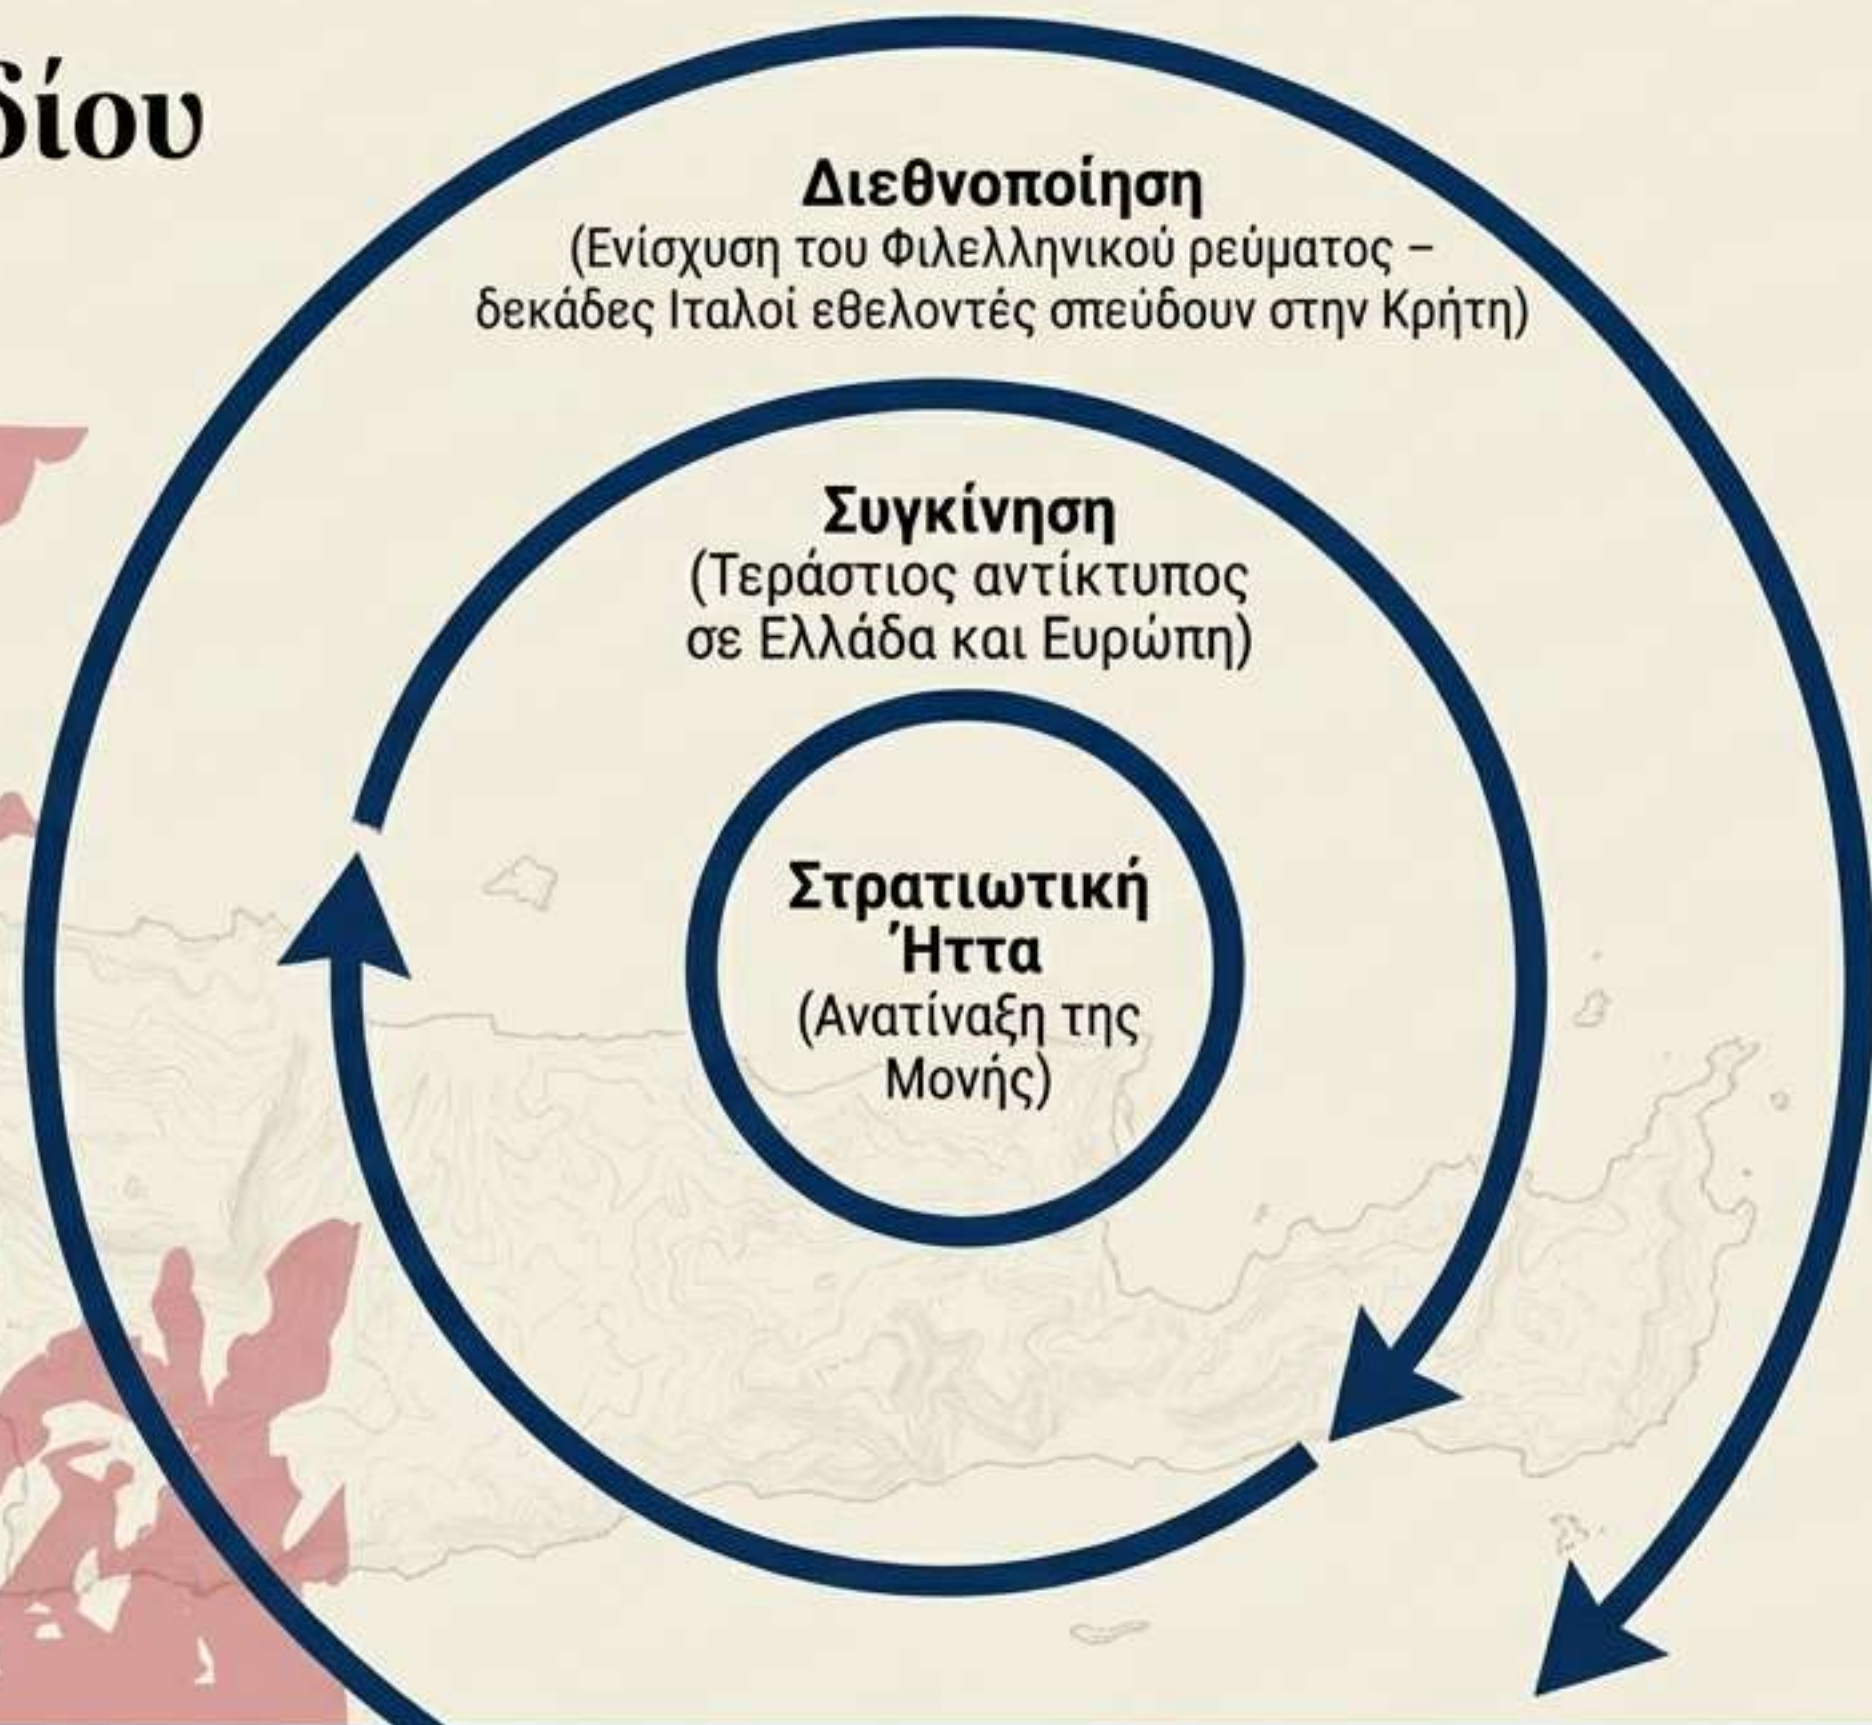 δίου
Διεθνοποίηση
(Ενίσχυση του Φιλελληνικού ρεύματος –
δεκάδες Ιταλοί εθελοντές σπεύδουν στην Κρήτη)
Συγκίνηση
(Τεράστιος αντίκτυπος
σε Ελλάδα και Ευρώπη)
Στρατιωτική
Ήττα
(Ανατίναξη της
Μονής)